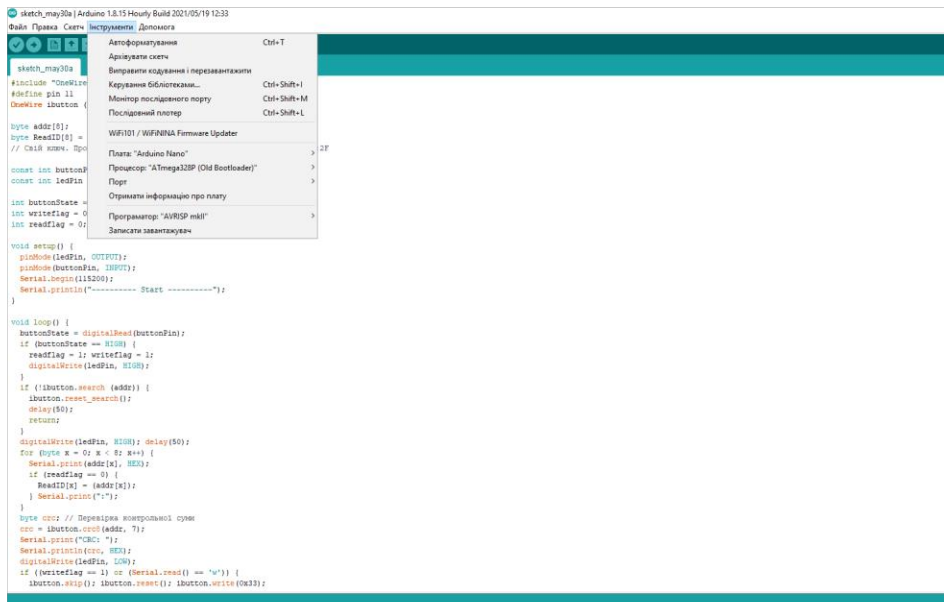 sketch_may30a | Arduino 1.8.15 Hourly Build 2021/05/19 12:33
Файл Правка Скетч Інструменти Допомога
Автоформатування Ctrl+T
Архівувати скетч
Виправити кодування і перезавантажити
Керування бібліотеками... Ctrl+Shift+I
Монітор послідовного порту Ctrl+Shift+M
Послідовний плотер Ctrl+Shift+L
WiFi101 / WiFiNINA Firmware Updater
Плата: "Arduino Nano"
Процесор: "ATmega328P (Old Bootloader)"
Порт
Отримати інформацію про плату
Програматор: "AVRISP mkII"
Записати завантажувач
sketch_may30a
#include "OneWire
#define pin 11
OneWire ibutton (
byte addr[8];
byte ReadID[8] =
// Свій ключ. Про 2F
const int buttonP
const int ledPin
int buttonState =
int writeflag = 0
int readflag = 0;
void setup() {
pinMode(ledPin, OUTPUT);
pinMode(buttonPin, INPUT);
Serial.begin(115200);
Serial.println("---------- Start ----------");
}
void loop() {
buttonState = digitalRead(buttonPin);
if (buttonState == HIGH) {
readflag = 1; writeflag = 1;
digitalWrite(ledPin, HIGH);
}
if (!ibutton.search (addr)) {
ibutton.reset_search();
delay(50);
return;
}
digitalWrite(ledPin, HIGH); delay(50);
for (byte x = 0; x < 8; x++) {
Serial.print(addr[x], HEX);
if (readflag == 0) {
ReadID[x] = (addr[x]);
} Serial.print(":");
}
byte crc; // Перевірка контрольної суми
crc = ibutton.crc8(addr, 7);
Serial.print("CRC: ");
Serial.println(crc, HEX);
digitalWrite(ledPin, LOW);
if ((writeflag == 1) or (Serial.read() == 'w')) {
ibutton.skip(); ibutton.reset(); ibutton.write(0x33);